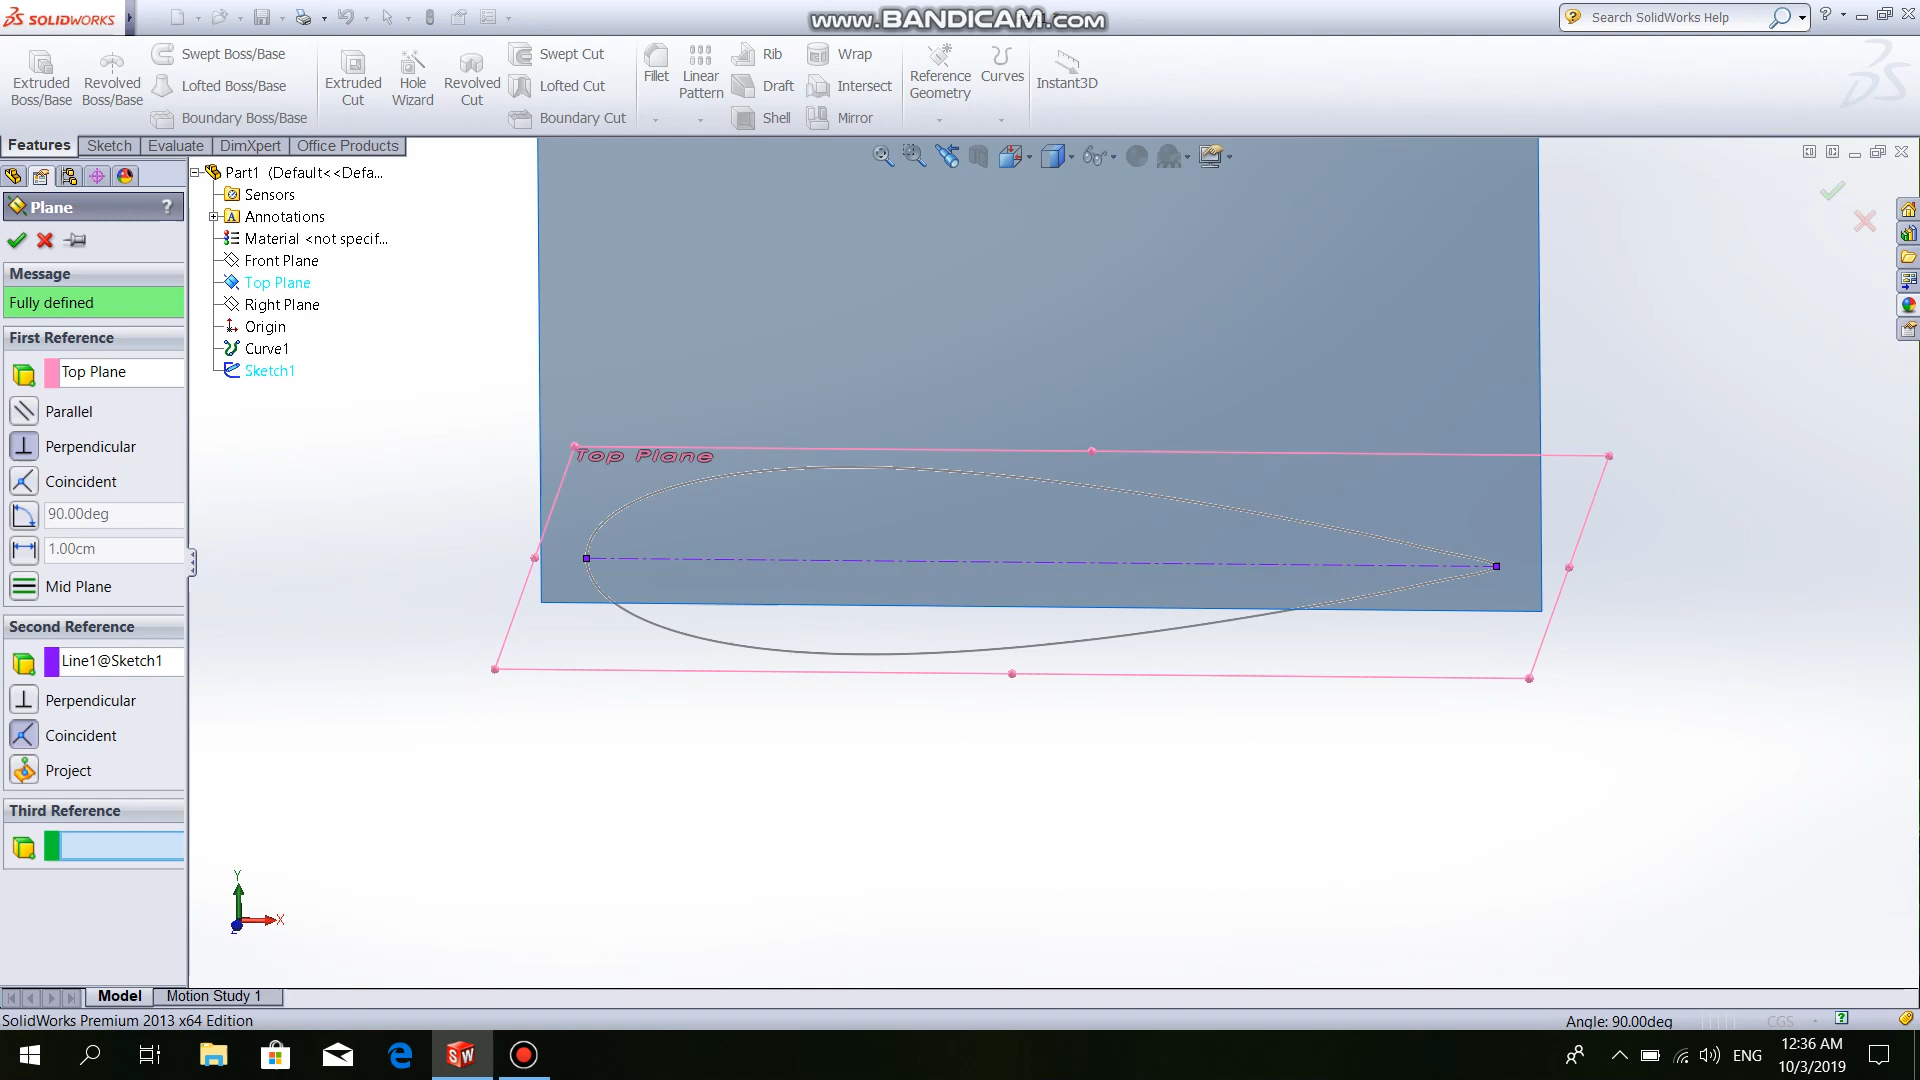 SOLIDWORKS
www.BANDICAM.com
Search SolidWorks Help
Extruded Boss/Base
Revolved Boss/Base
Swept Boss/Base
Lofted Boss/Base
Boundary Boss/Base
Extruded Cut
Hole Wizard
Revolved Cut
Swept Cut
Lofted Cut
Boundary Cut
Fillet
Linear Pattern
Rib
Draft
Shell
Wrap
Intersect
Mirror
Reference Geometry
Curves
Instant3D
Features
Sketch
Evaluate
DimXpert
Office Products
Plane
?
Message
Fully defined
First Reference
Top Plane
Parallel
Perpendicular
Coincident
90.00deg
1.00cm
Mid Plane
Second Reference
Line1@Sketch1
Perpendicular
Coincident
Project
Third Reference
Part1 (Default<<Defa...
Sensors
Annotations
Material <not specif...
Front Plane
Top Plane
Right Plane
Origin
Curve1
Sketch1
Top Plane
Y
X
Z
Model
Motion Study 1
SolidWorks Premium 2013 x64 Edition
Angle: 90.00deg
CGS
ENG
12:36 AM
10/3/2019